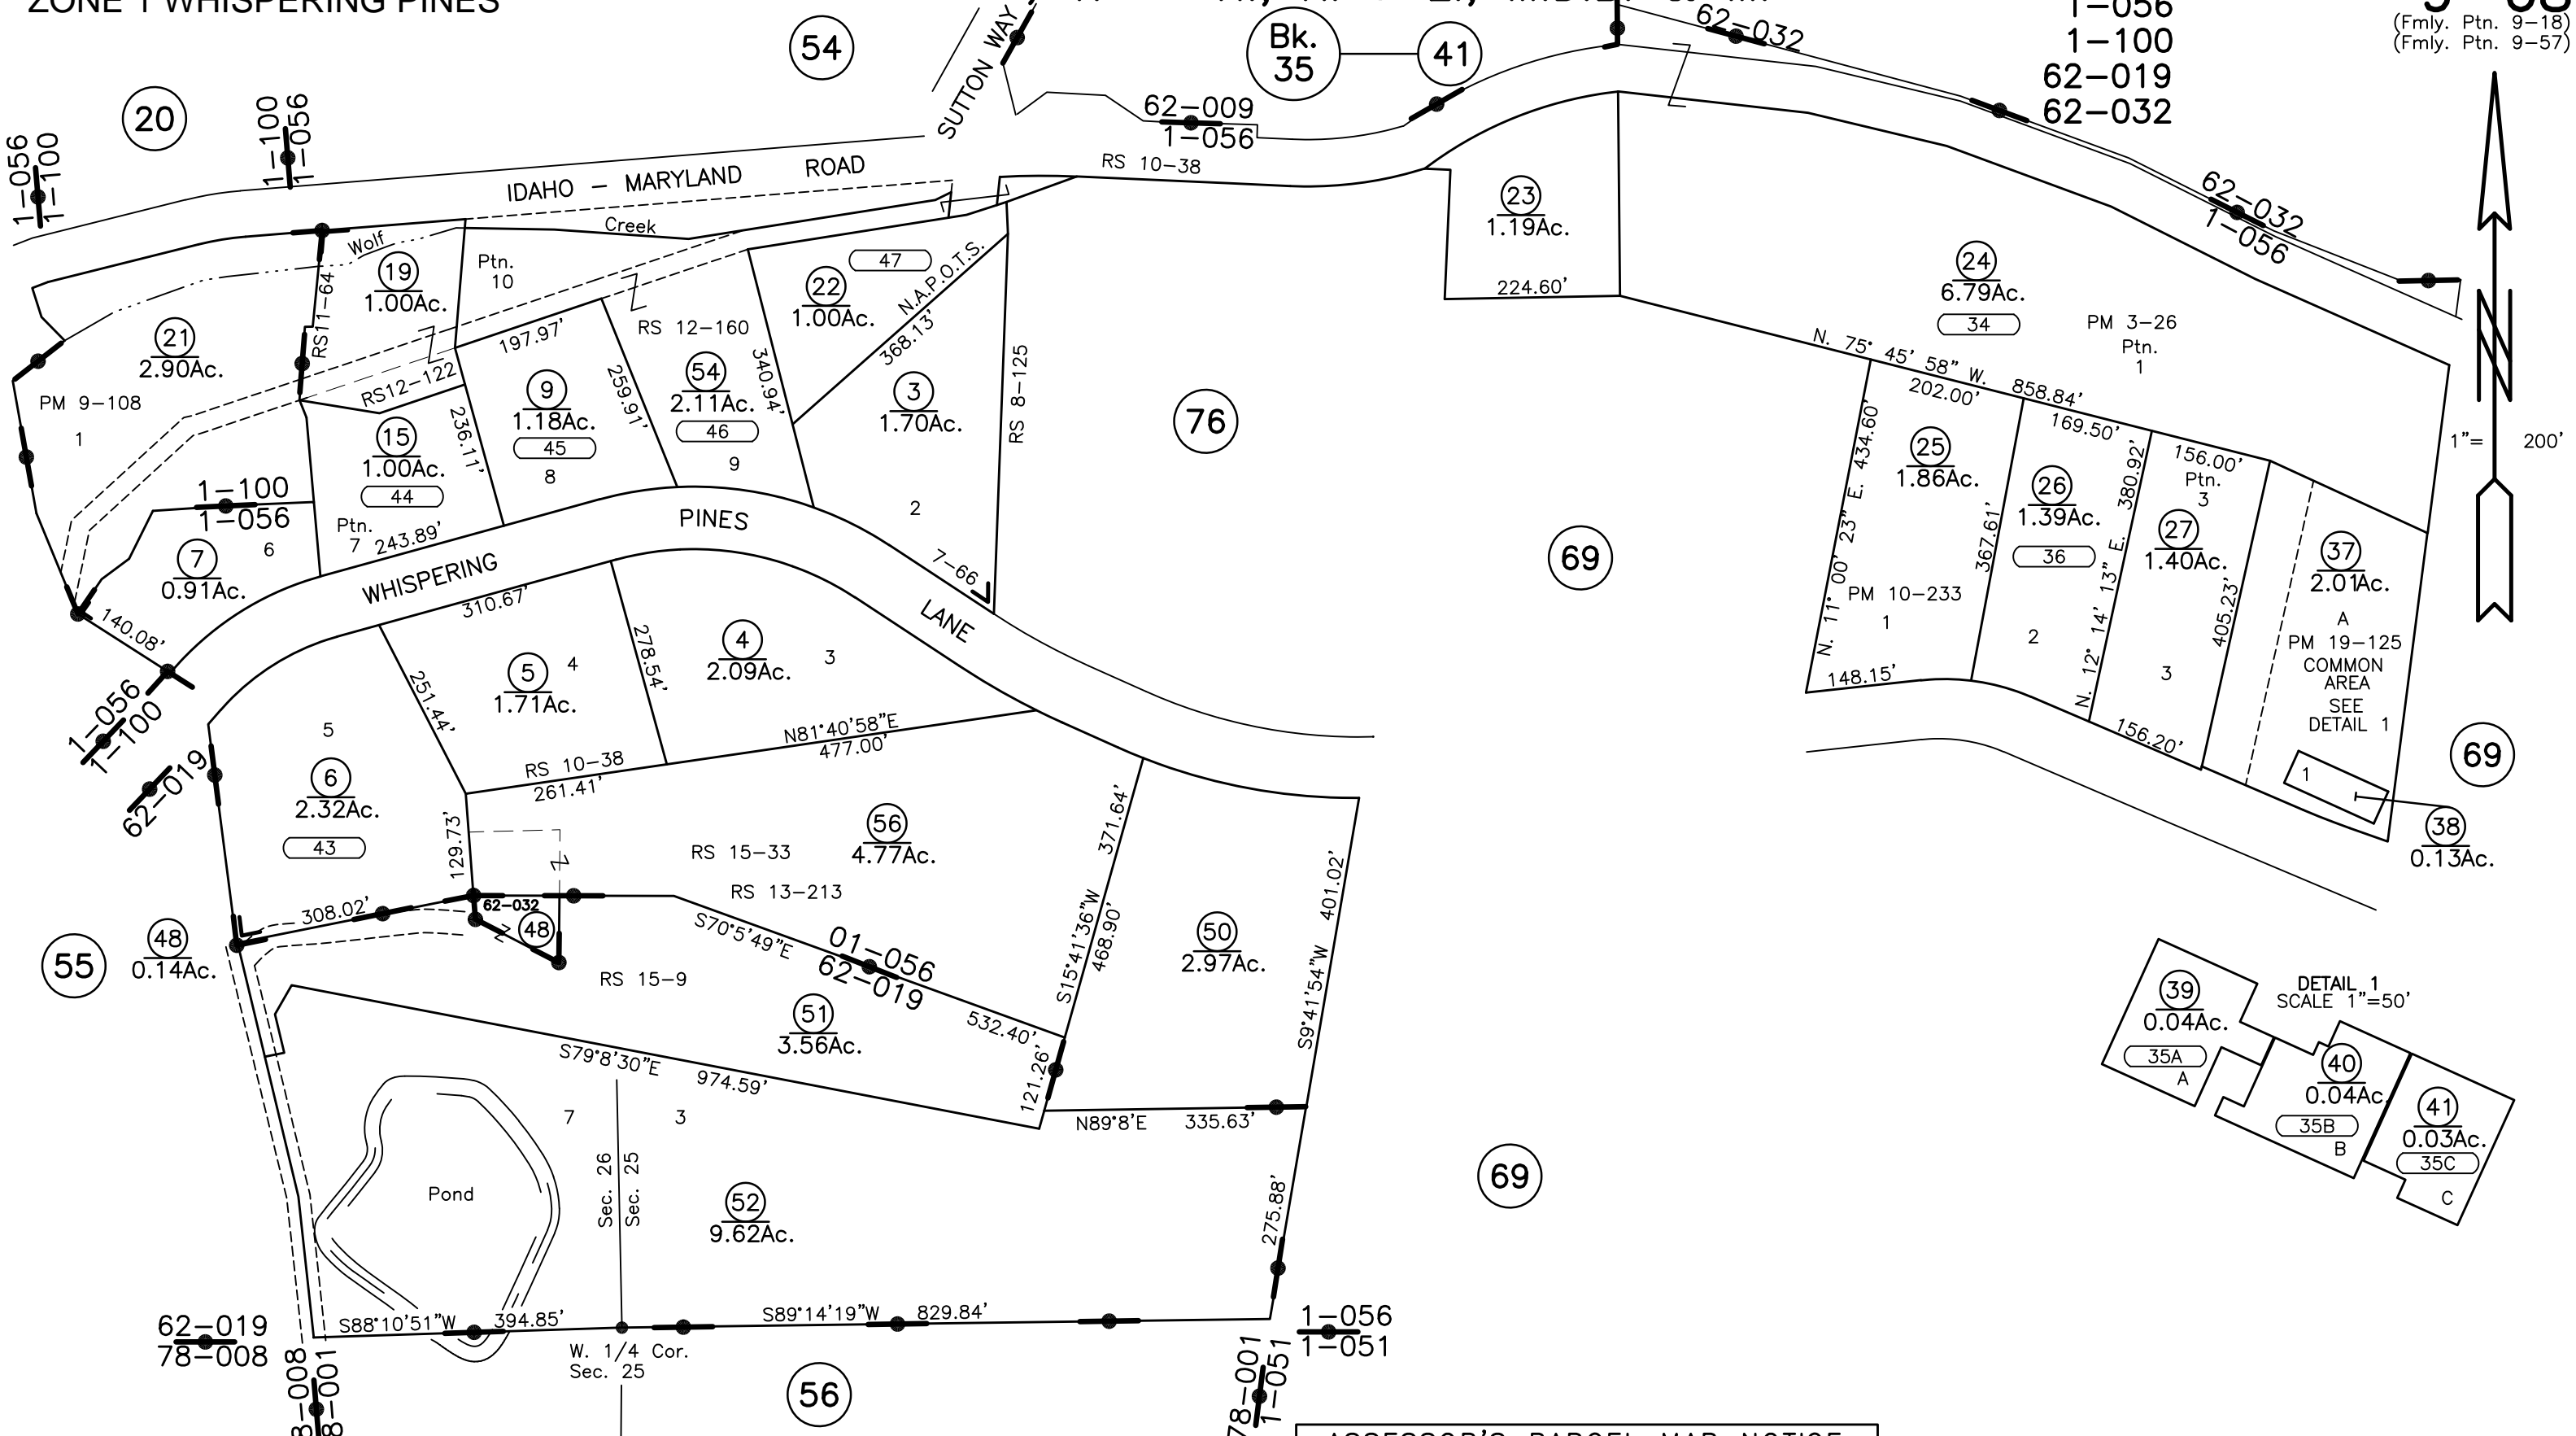 ZONE 1 WHISPERING PINES
1-056
1-100
62-019
62-032
(Fmly. Ptn. 9-18)
(Fmly. Ptn. 9-57)
54
SUTTON WAY
Bk.
35
41
62-032
20
1-056
1-100
1-100
1-056
62-009
1-056
IDAHO - MARYLAND ROAD
RS 10-38
62-032
1-056
Wolf
Creek
19
1.00Ac.
Ptn.
10
RS11-64
47
22
1.00Ac.
N.A.P.O.T.S.
368.13'
23
1.19Ac.
224.60'
24
6.79Ac.
34
PM 3-26
Ptn.
1
21
2.90Ac.
PM 9-108
1
RS12-122
197.97'
RS 12-160
259.91'
54
2.11Ac.
46
9
340.94'
3
1.70Ac.
2
RS 8-125
76
N. 75° 45' 58" W. 858.84'
202.00'
169.50'
156.00'
1"= 200'
9
1.18Ac.
45
8
236.11'
15
1.00Ac.
44
Ptn.
7
243.89'
1-100
1-056
7
0.91Ac.
6
140.08'
WHISPERING
PINES
LANE
7-66
69
N. 11° 00' 23" E. 434.60'
25
1.86Ac.
PM 10-233
1
148.15'
367.61'
26
1.39Ac.
36
2
N. 12° 14' 13" E. 380.92'
Ptn.
3
27
1.40Ac.
3
405.23'
156.20'
37
2.01Ac.
A
PM 19-125
COMMON
AREA
SEE
DETAIL 1
1
69
38
0.13Ac.
1-056
1-100
62-019
310.67'
251.44'
5
1.71Ac.
4
278.54'
4
2.09Ac.
3
5
6
2.32Ac.
43
RS 10-38
261.41'
N81°40'58"E
477.00'
129.73'
56
4.77Ac.
RS 15-33
RS 13-213
371.64'
S15°41'36"W
468.90'
50
2.97Ac.
401.02'
S9°41'54"W
308.02'
62-032
48
55
48
0.14Ac.
RS 15-9
S70°5'49"E
532.40'
01-056
62-019
51
3.56Ac.
121.26'
S79°8'30"E
974.59'
N89°8'E 335.63'
DETAIL 1
SCALE 1"=50'
39
0.04Ac.
35A
A
40
0.04Ac.
35B
B
41
0.03Ac.
35C
C
7
3
Pond
Sec. 26
Sec. 25
52
9.62Ac.
275.88'
69
62-019
78-008
S88°10'51"W 394.85'
S89°14'19"W 829.84'
W. 1/4 Cor.
Sec. 25
1-056
1-051
78-001
1-051
8-008
8-001
56
ASSESSOR'S PARCEL MAP NOTICE